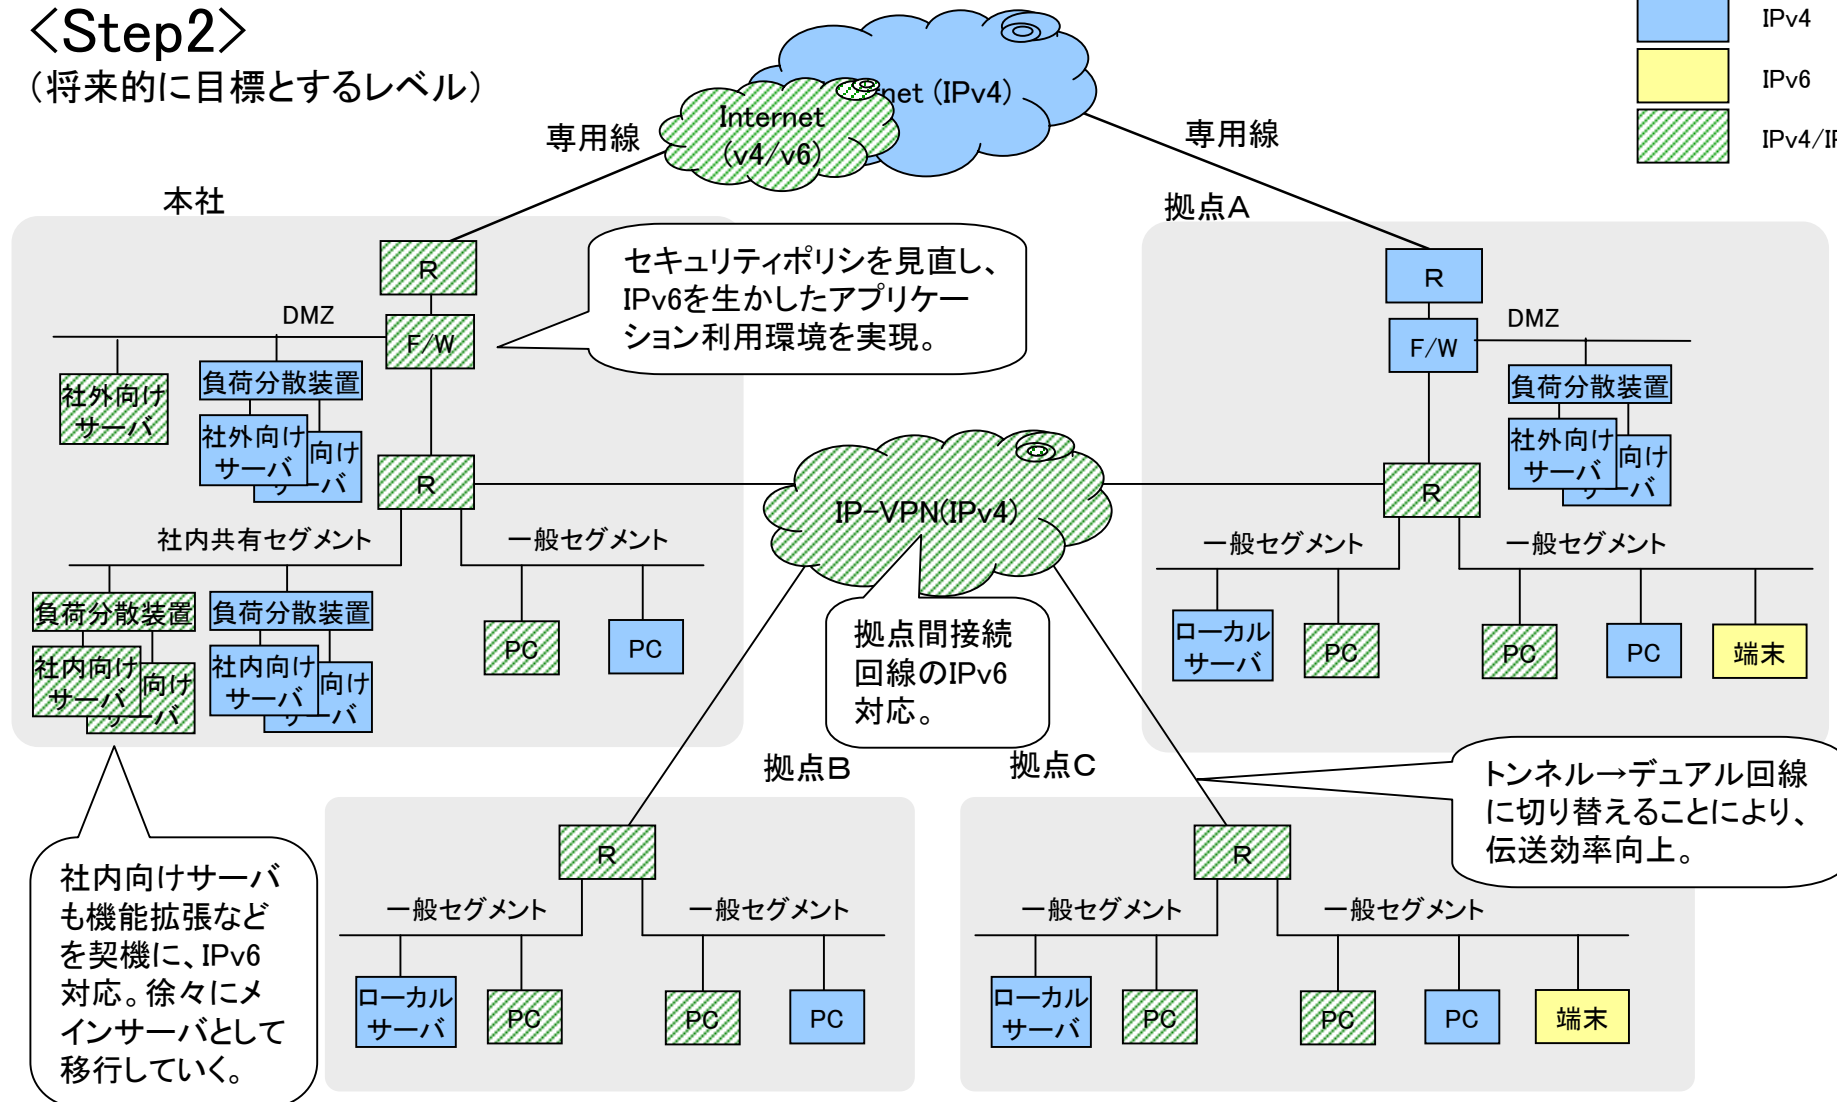 <Step2>
(将来的に目標とするレベル)
IPv4
IPv6
IPv4/IP
net (IPv4)
Internet
(v4/v6)
専用線
専用線
本社
R
F/W
DMZ
社外向け
サーバ
負荷分散装置
社外向け
サーバ
向け
ーバ
R
セキュリティポリシを見直し、
IPv6を生かしたアプリケー
ション利用環境を実現。
社内共有セグメント
一般セグメント
負荷分散装置
社内向け
サーバ
向け
ーバ
負荷分散装置
社内向け
サーバ
向け
ーバ
PC
PC
IP-VPN(IPv4)
拠点間接続
回線のIPv6
対応。
拠点A
R
F/W
DMZ
負荷分散装置
社外向け
サーバ
向け
ーバ
R
一般セグメント
一般セグメント
ローカル
サーバ
PC
PC
PC
端末
トンネル→デュアル回線
に切り替えることにより、
伝送効率向上。
社内向けサーバ
も機能拡張など
を契機に、IPv6
対応。徐々にメ
インサーバとして
移行していく。
拠点B
R
一般セグメント
一般セグメント
ローカル
サーバ
PC
PC
PC
拠点C
R
一般セグメント
一般セグメント
ローカル
サーバ
PC
PC
PC
端末